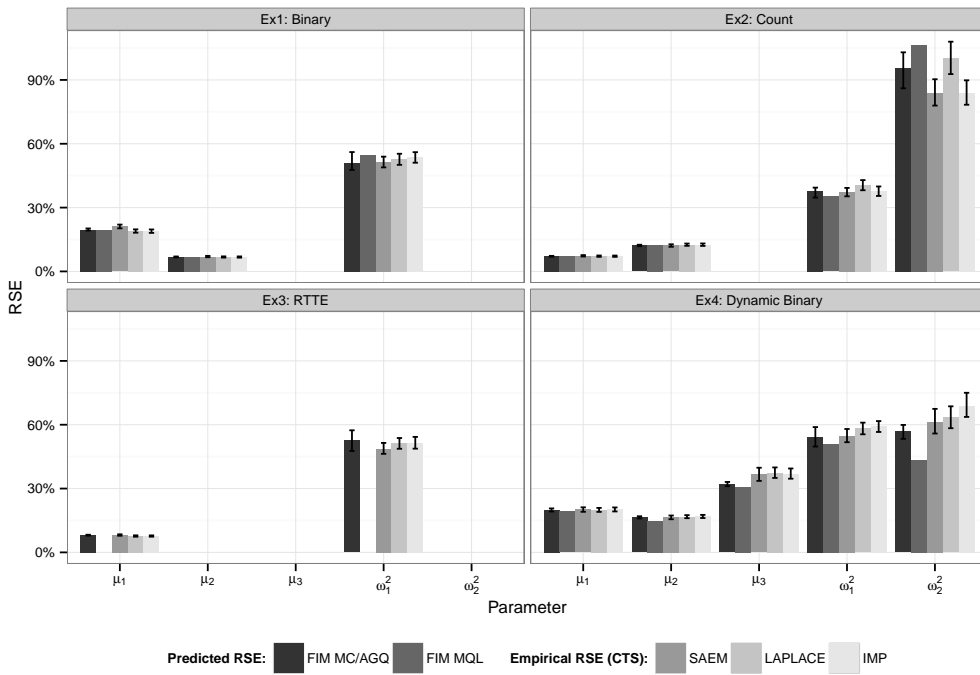 Ex1: Binary
Ex2: Count
90%
60%
30%
0%
Ex3: RTTE
Ex4: Dynamic Binary
90%
60%
30%
0%
RSE
μ1 μ2 μ3 ω₁² ω₂²
μ1 μ2 μ3 ω₁² ω₂²
Parameter
Predicted RSE: FIM MC/AGQ FIM MQL Empirical RSE (CTS): SAEM LAPLACE IMP